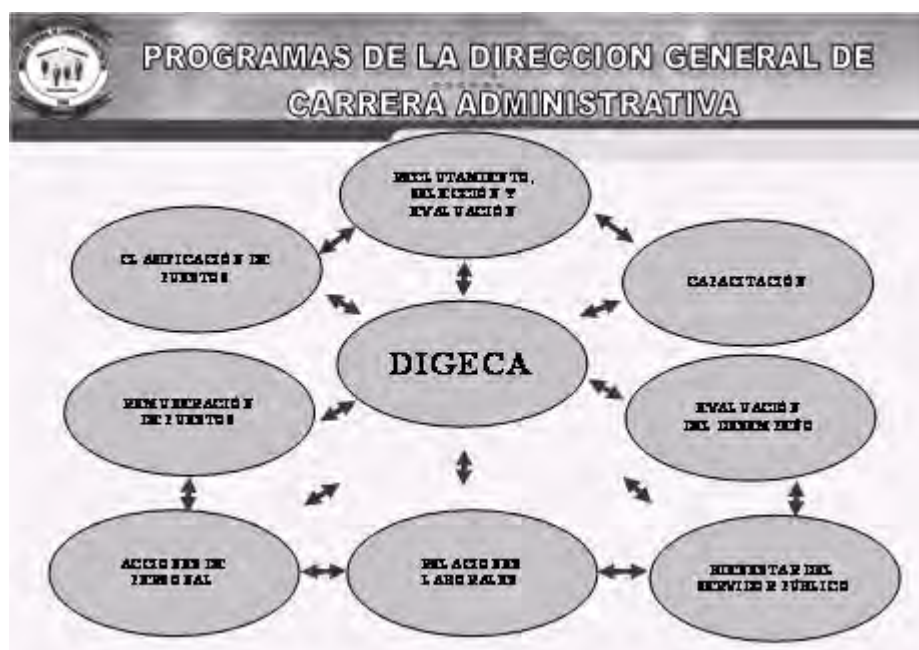 PROGRAMAS DE LA DIRECCION GENERAL DE
CARRERA ADMINISTRATIVA
RECLUTAMIENTO,
SELECCIÓN Y
EVALUACIÓN
CLASIFICACIÓN DE
PUESTOS
CAPACITACIÓN
DIGECA
REMUNERACIÓN
DE PUESTOS
EVALUACIÓN
DEL DESEMPEÑO
ACCIONES DE
PERSONAL
RELACIONES
LABORALES
BIENESTAR DEL
SERVIDOR PÚBLICO